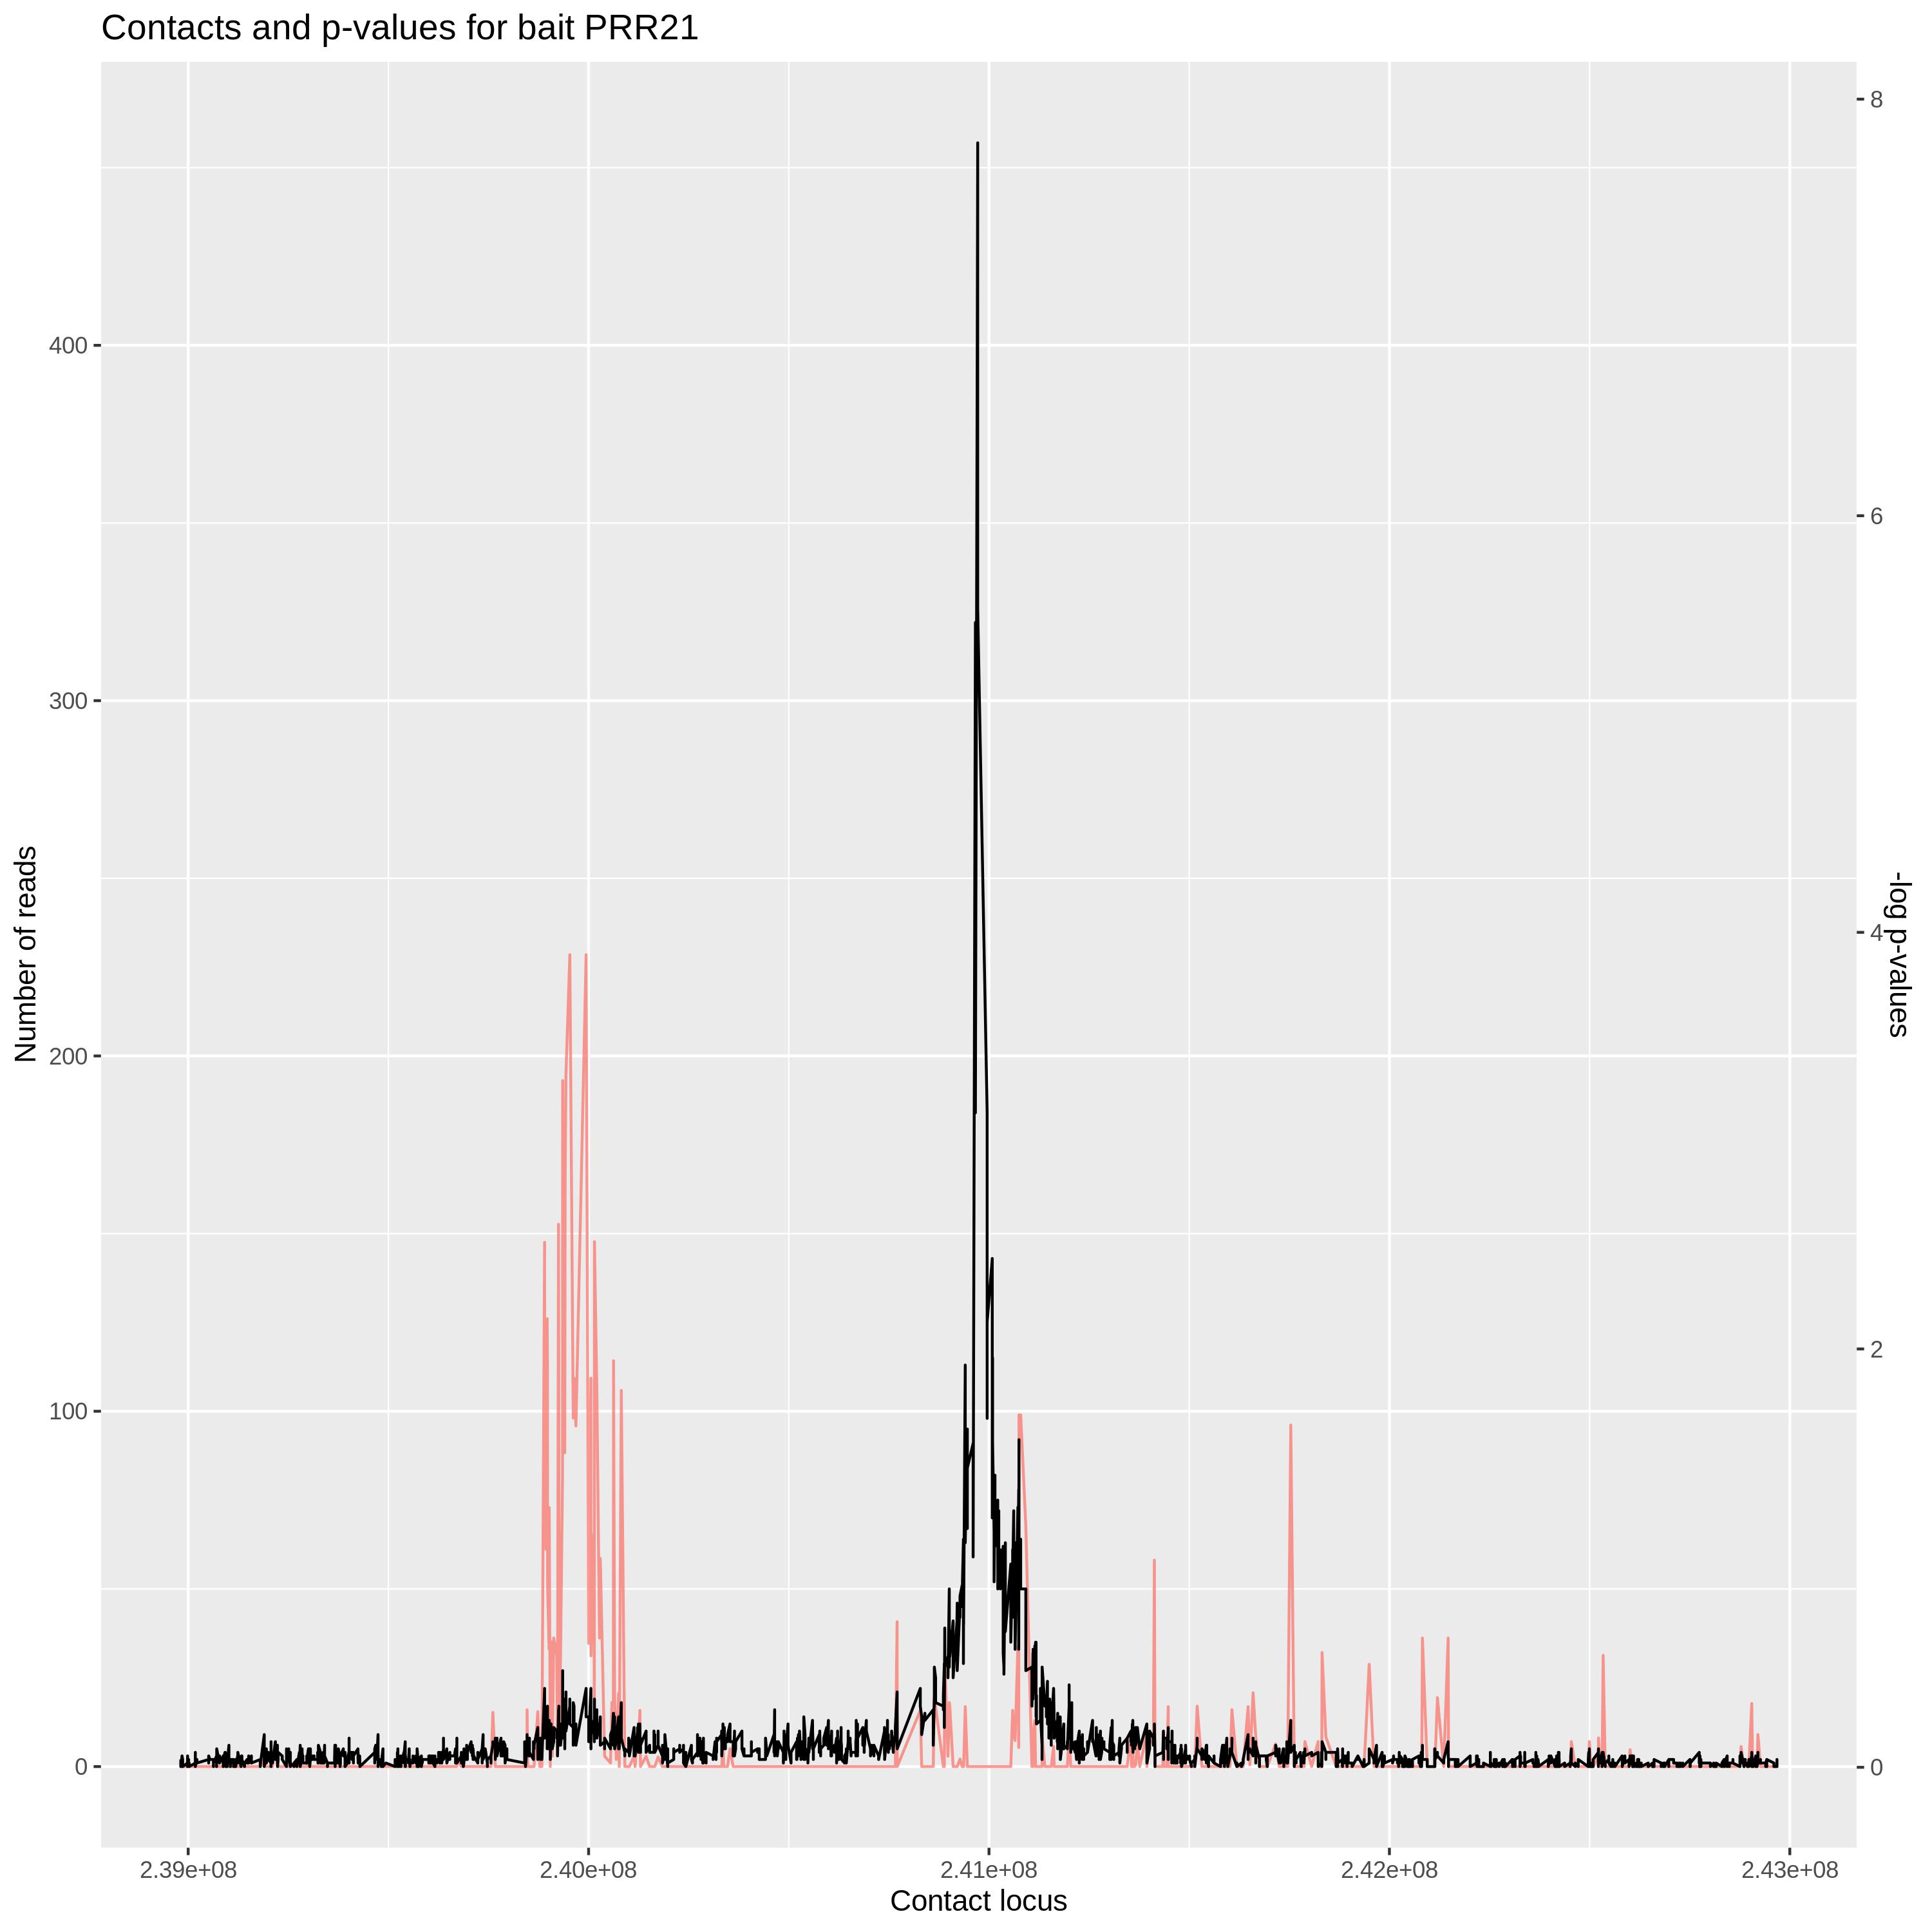 Contacts and p-values for bait PRR21
8
400
6
300
Number of reads
-log p-values
4
200
2
100
0
0
2.39e+08
2.40e+08
2.41e+08
2.42e+08
2.43e+08
Contact locus